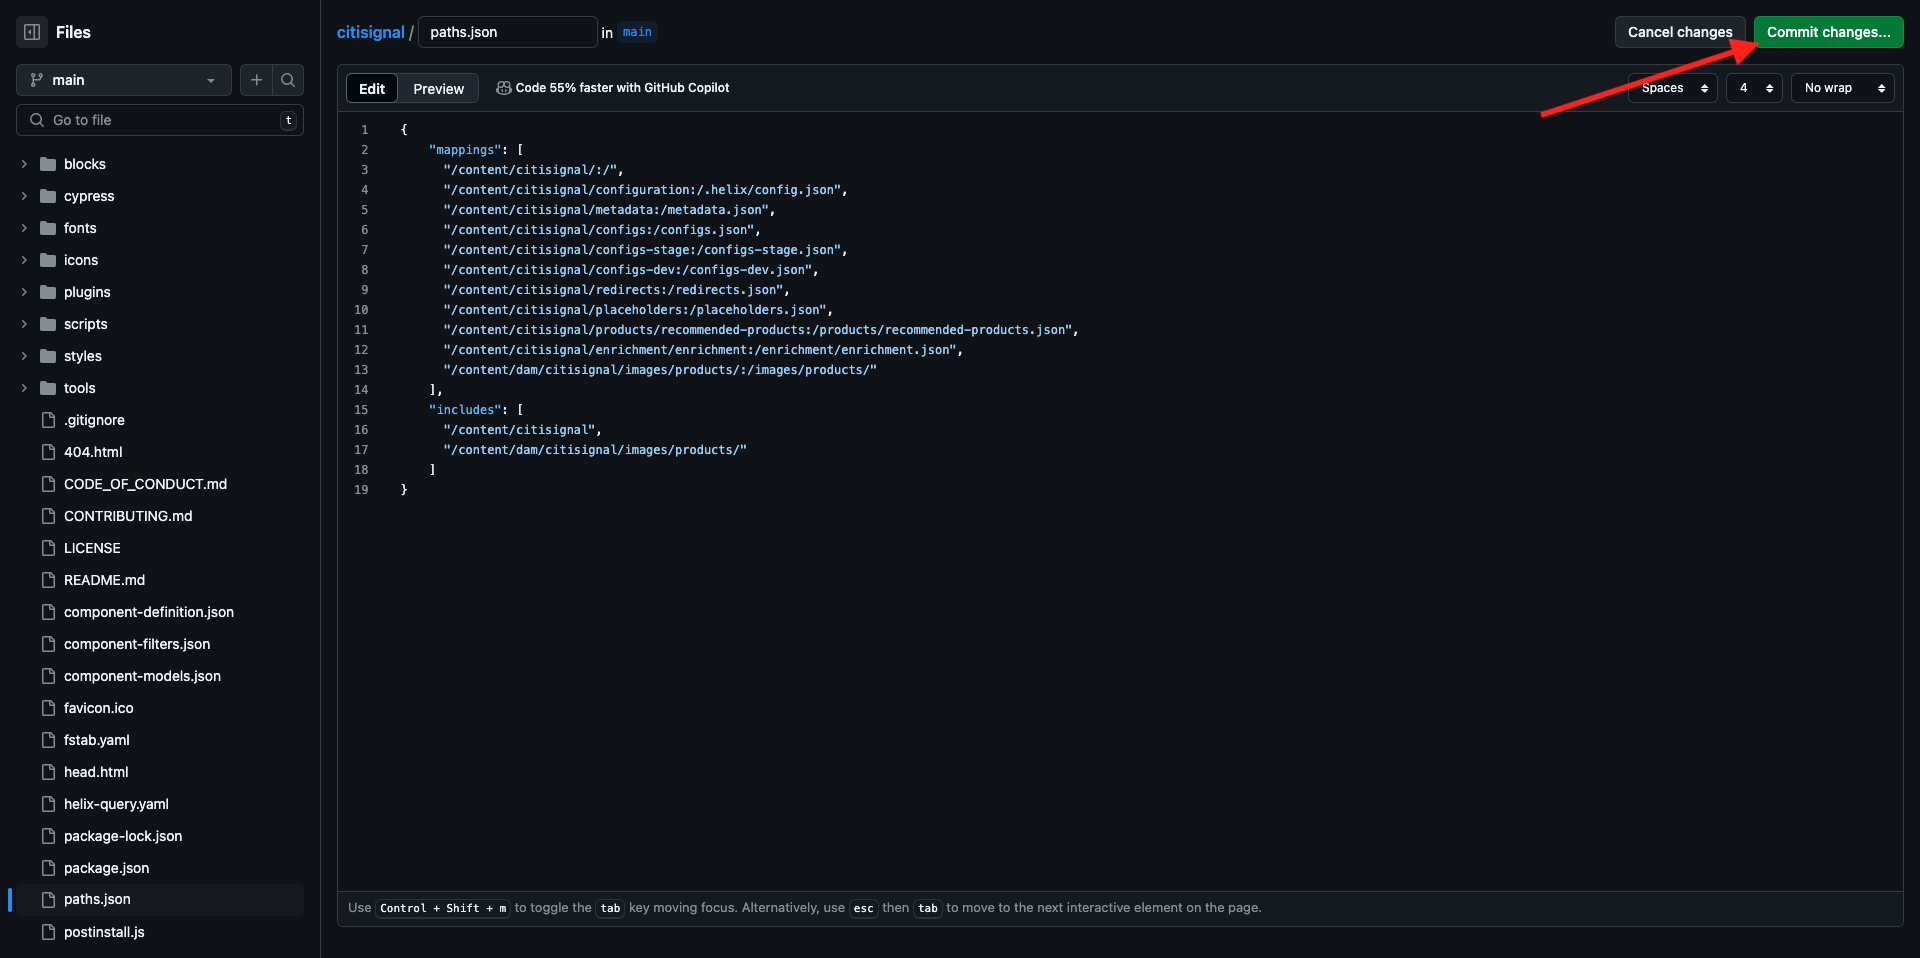 Files
main
Go to file t
blocks
cypress
fonts
icons
plugins
scripts
styles
tools
.gitignore
404.html
CODE_OF_CONDUCT.md
CONTRIBUTING.md
LICENSE
README.md
component-definition.json
component-filters.json
component-models.json
favicon.ico
fstab.yaml
head.html
helix-query.yaml
package-lock.json
package.json
paths.json
postinstall.js
citisignal / paths.json in main
Cancel changes Commit changes...
Edit Preview Code 55% faster with GitHub Copilot Spaces 4 No wrap
1 {
2 "mappings": [
3 "/content/citisignal/:/",
4 "/content/citisignal/configuration:/.helix/config.json",
5 "/content/citisignal/metadata:/metadata.json",
6 "/content/citisignal/configs:/configs.json",
7 "/content/citisignal/configs-stage:/configs-stage.json",
8 "/content/citisignal/configs-dev:/configs-dev.json",
9 "/content/citisignal/redirects:/redirects.json",
10 "/content/citisignal/placeholders:/placeholders.json",
11 "/content/citisignal/products/recommended-products:/products/recommended-products.json",
12 "/content/citisignal/enrichment/enrichment:/enrichment/enrichment.json",
13 "/content/dam/citisignal/images/products/:/images/products/"
14 ],
15 "includes": [
16 "/content/citisignal",
17 "/content/dam/citisignal/images/products/"
18 ]
19 }
Use Control + Shift + m to toggle the tab key moving focus. Alternatively, use esc then tab to move to the next interactive element on the page.